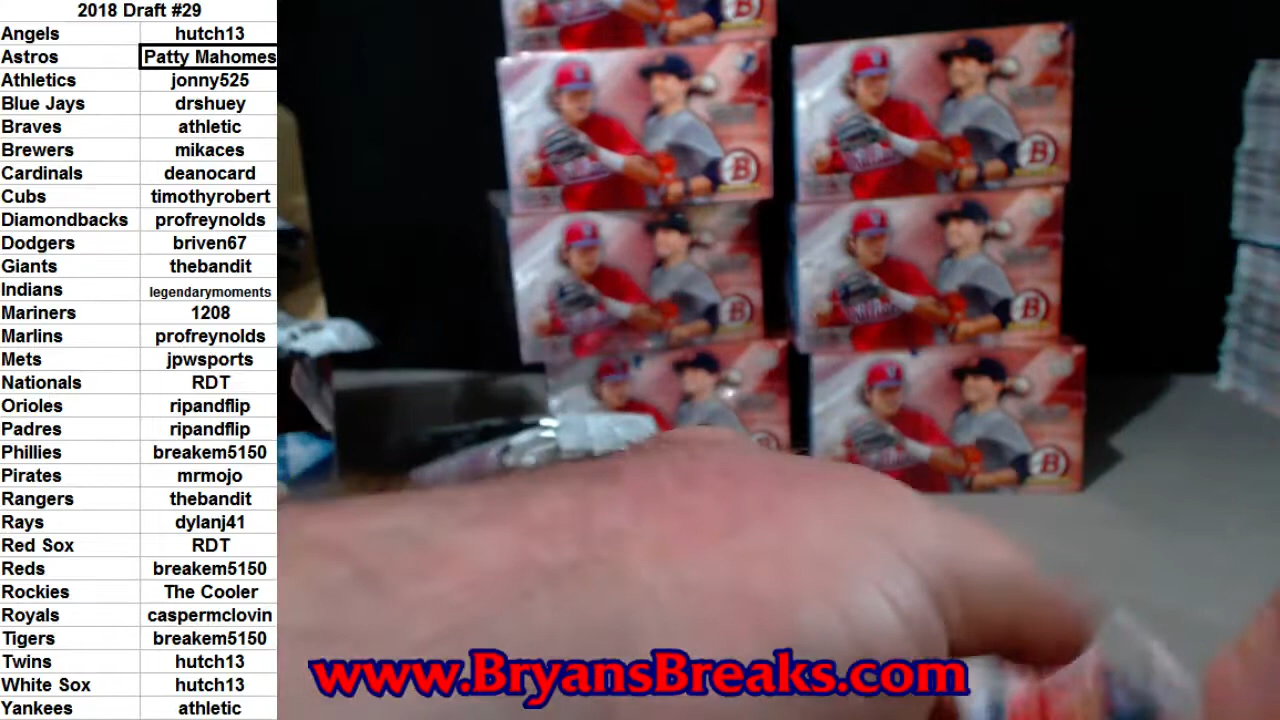 2018 Draft #29
Angels hutch13
Astros Patty Mahomes
Athletics jonny525
Blue Jays drshuey
Braves athletic
Brewers mikaces
Cardinals deanocard
Cubs timothyrobert
Diamondbacks profreynolds
Dodgers briven67
Giants thebandit
Indians legendarymoments
Mariners 1208
Marlins profreynolds
Mets jpwsports
Nationals RDT
Orioles ripandflip
Padres ripandflip
Phillies breakem5150
Pirates mrmojo
Rangers thebandit
Rays dylanj41
Red Sox RDT
Reds breakem5150
Rockies The Cooler
Royals caspermclovin
Tigers breakem5150
Twins hutch13
White Sox hutch13
Yankees athletic
B
B
B
B
B
www.BryansBreaks.com